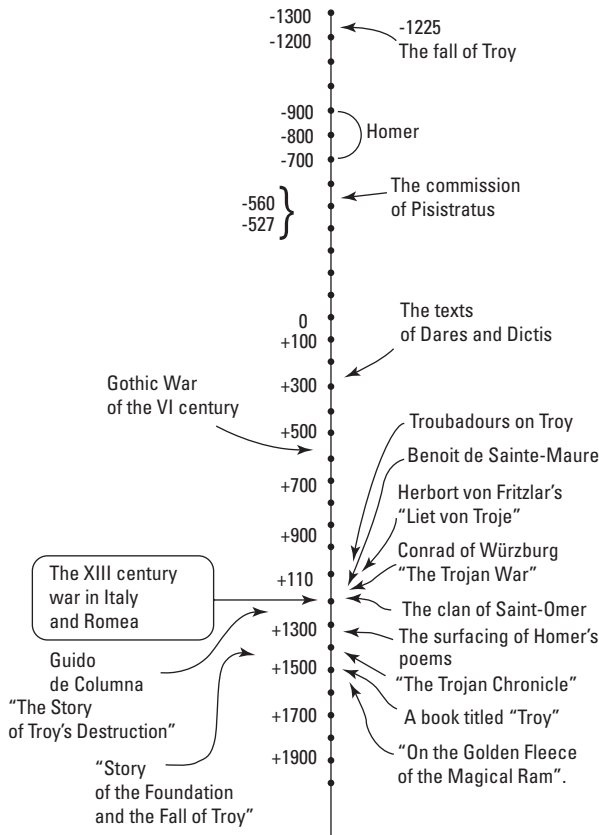 -1300
-1200
-1225
The fall of Troy
-900
-800
-700
Homer
The commission
of Pisistratus
-560
-527
The texts
of Dares and Dictis
0
+100
+300
Gothic War
of the VI century
+500
Troubadours on Troy
Benoit de Sainte-Maure
+700
Herbort von Fritzlar's
"Liet von Troje"
+900
Conrad of Würzburg
"The Trojan War"
+110
The XIII century
war in Italy
and Romea
The clan of Saint-Omer
+1300
The surfacing of Homer's
poems
Guido
de Columna
"The Story
of Troy's Destruction"
+1500
"The Trojan Chronicle"
+1700
A book titled "Troy"
+1900
"On the Golden Fleece
of the Magical Ram".
"Story
of the Foundation
and the Fall of Troy"